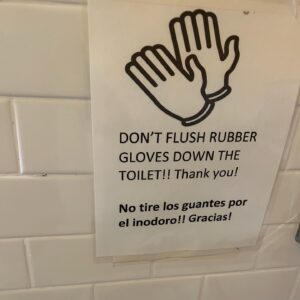 DON'T FLUSH RUBBER
GLOVES DOWN THE
TOILET!! Thank you!
No tire los guantes por
el inodoro!! Gracias!